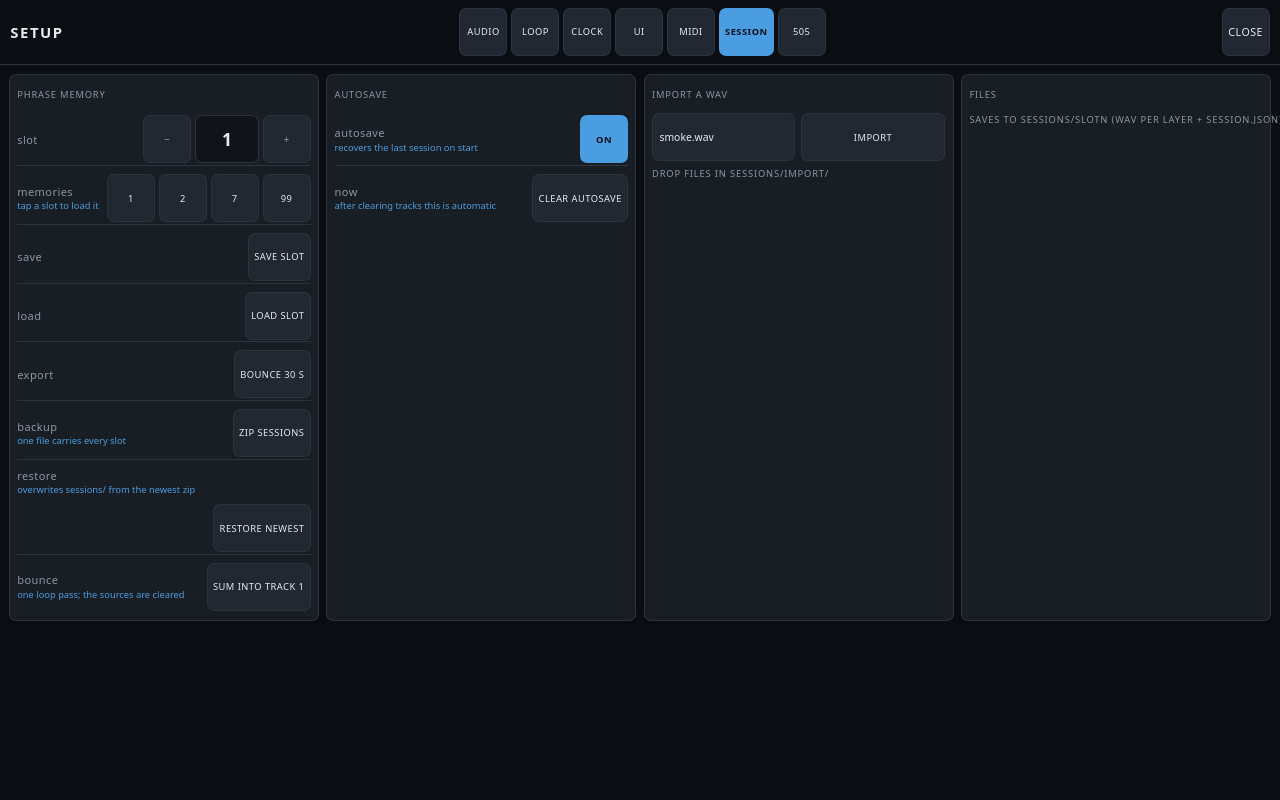 SETUP
AUDIO
LOOP
CLOCK
UI
MIDI
SESSION
505
CLOSE
PHRASE MEMORY
slot
−
1
+
memories
tap a slot to load it
1
2
7
99
save
SAVE SLOT
load
LOAD SLOT
export
BOUNCE 30 S
backup
one file carries every slot
ZIP SESSIONS
restore
overwrites sessions/ from the newest zip
RESTORE NEWEST
bounce
one loop pass; the sources are cleared
SUM INTO TRACK 1
AUTOSAVE
autosave
recovers the last session on start
ON
now
after clearing tracks this is automatic
CLEAR AUTOSAVE
IMPORT A WAV
smoke.wav
IMPORT
DROP FILES IN SESSIONS/IMPORT/
FILES
SAVES TO SESSIONS/SLOTN (WAV PER LAYER + SESSION.JSON)